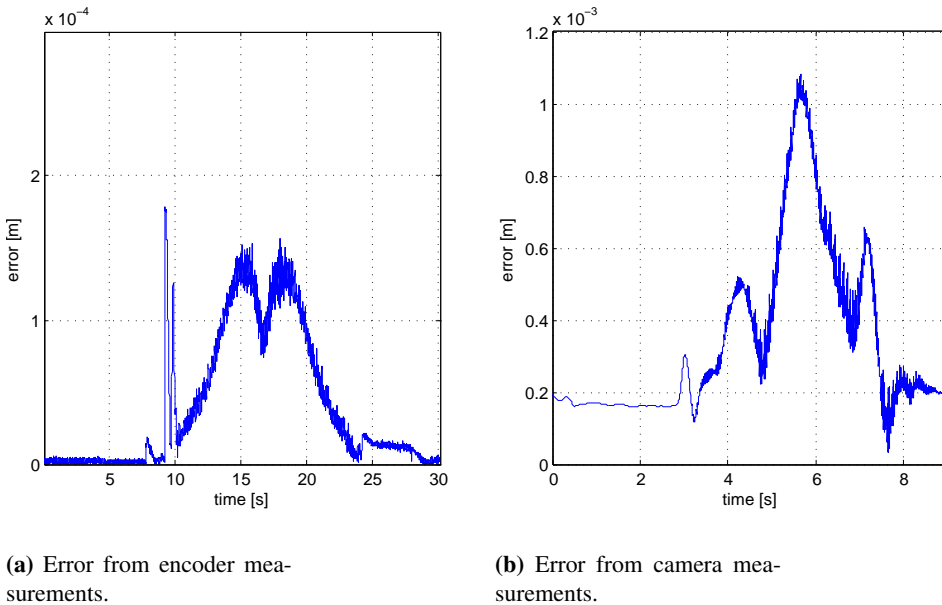 x 10⁻⁴
2
1
0
error [m]
5 10 15 20 25 30
time [s]
x 10⁻³
1.2
1
0.8
0.6
0.4
0.2
0
error [m]
0 2 4 6 8
time [s]
(a) Error from encoder mea-
surements.
(b) Error from camera mea-
surements.